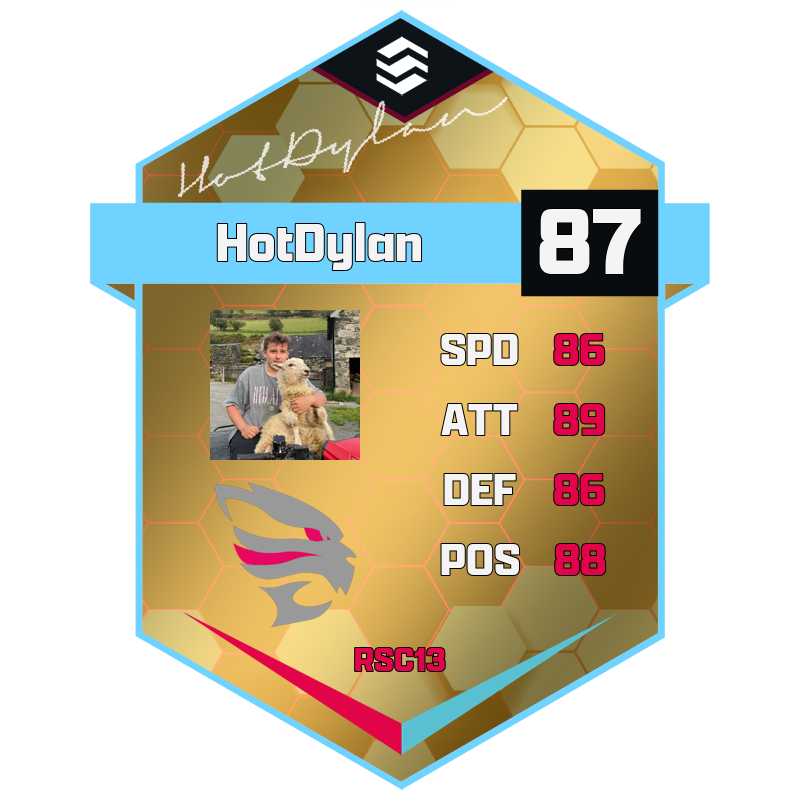 HotDylan
HotDylan
87
SPD 86
ATT 89
DEF 86
POS 88
RSC13